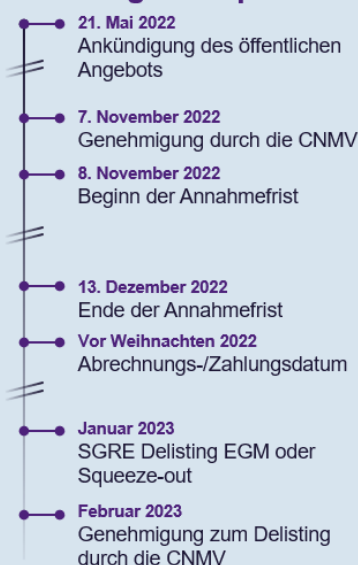 21. Mai 2022
Ankündigung des öffentlichen
Angebots
7. November 2022
Genehmigung durch die CNMV
8. November 2022
Beginn der Annahmefrist
13. Dezember 2022
Ende der Annahmefrist
Vor Weihnachten 2022
Abrechnungs-/Zahlungsdatum
Januar 2023
SGRE Delisting EGM oder
Squeeze-out
Februar 2023
Genehmigung zum Delisting
durch die CNMV